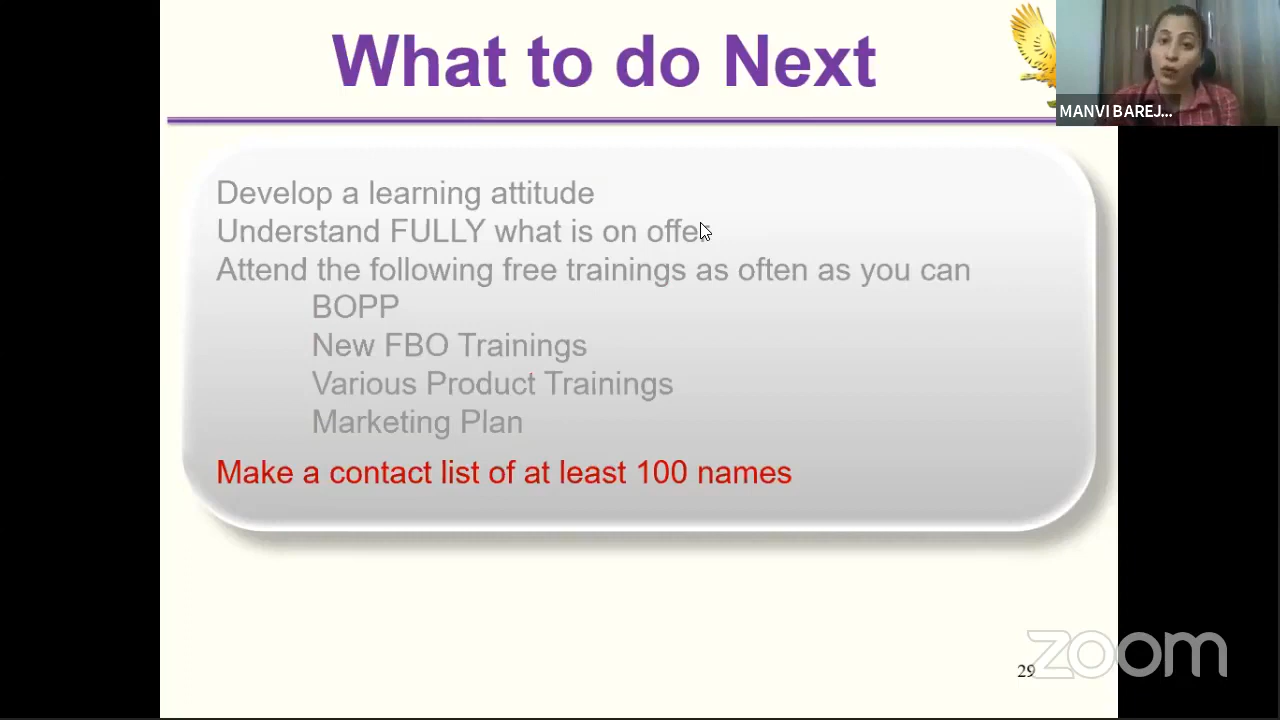 What to do Next
MANVI BAREJ...
Develop a learning attitude
Understand FULLY what is on offer
Attend the following free trainings as often as you can
BOPP
New FBO Trainings
Various Product Trainings
Marketing Plan
Make a contact list of at least 100 names
zoom
29